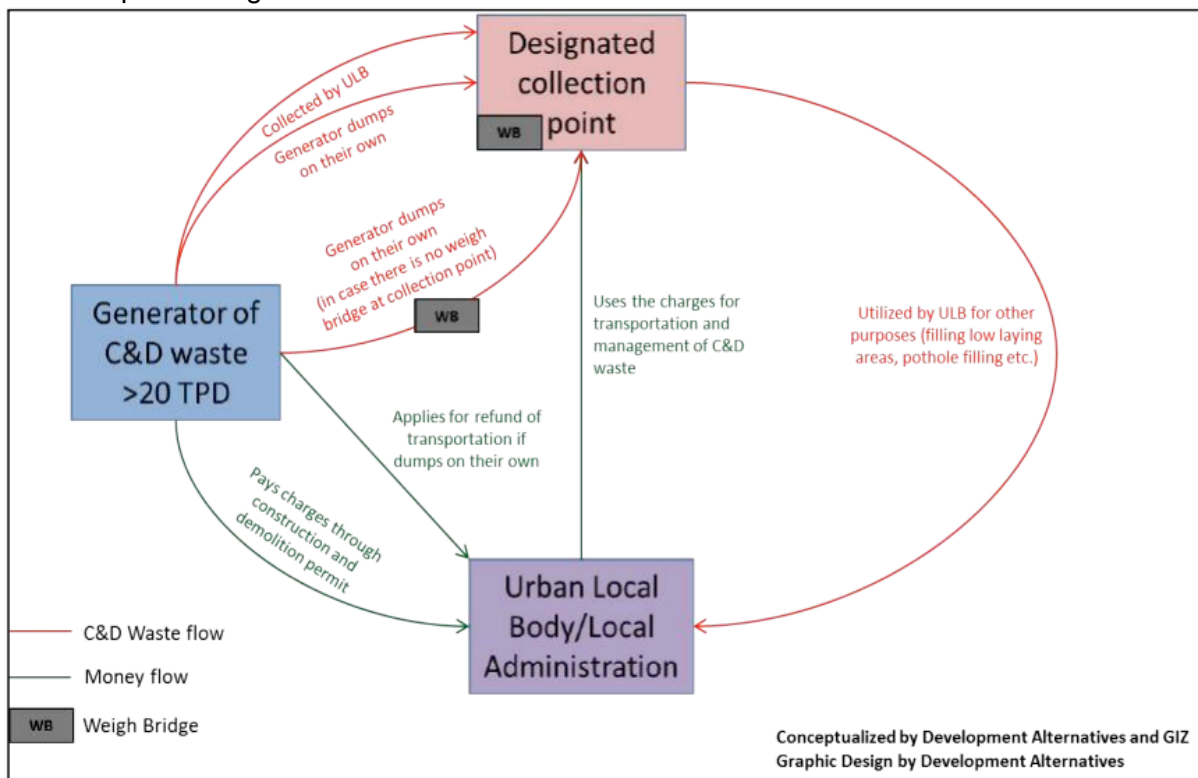 Designated
collection
point
WB
Collected by ULB
Generator dumps
on their own
Generator dumps
on their own
(in case there is no weigh
bridge at collection point)
WB
Generator of
C&D waste
>20 TPD
Uses the charges for
transportation and
management of C&D
waste
Utilized by ULB for other
purposes (filling low laying
areas, pothole filling etc.)
Applies for refund of
transportation if
dumps on their own
Pays charges through
construction and
demolition permit
Urban Local
Body/Local
Administration
C&D Waste flow
Money flow
WB Weigh Bridge
Conceptualized by Development Alternatives and GIZ
Graphic Design by Development Alternatives